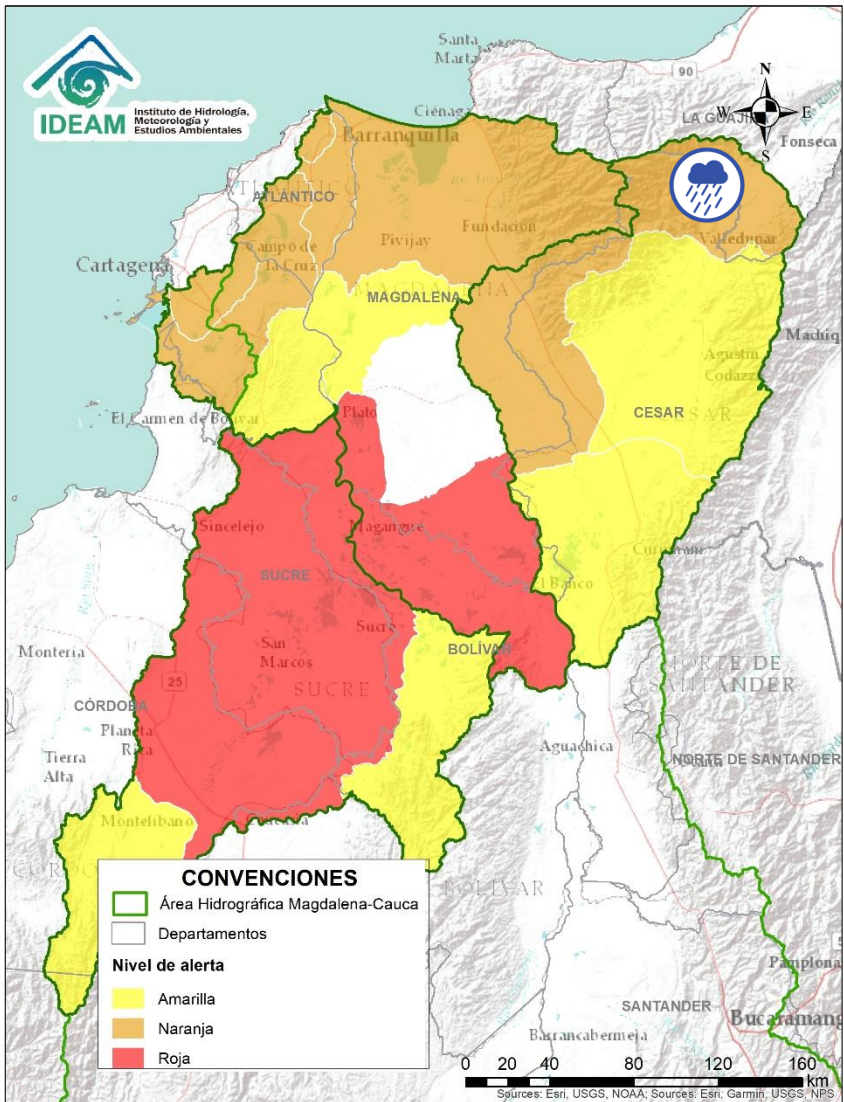 IDEAM
Instituto de Hidrología,
Meteorología y
Estudios Ambientales
Santa
Marta
90
N
W
E
S
LA GUAJIRA
Ciénaga
Barranquilla
Fonseca
ATLÁNTICO
Fundación
Pivijay
Valledupar
Campo de
la Cruz
Cartagena
MAGDALENA
Agustín
Codazzi
El Carmen de Bolívar
Plato
CESAR
CESAR
Sincelejo
Magangué
SUCRE
El Banco
Sucre
San
Marcos
BOLÍVAR
Montería
SUCRE
25
NORTE DE
SANTANDER
CÓRDOBA
Planeta
Rica
Aguachica
Tierra
Alta
NORTE DE SANTANDER
Montelíbano
BOLÍVAR
CONVENCIONES
Área Hidrográfica Magdalena-Cauca
Departamentos
Nivel de alerta
Amarilla
Naranja
Roja
Pamplona
SANTANDER
Bucaramang
Barrancabermeja
0 20 40 80 120 160
km
Sources: Esri, USGS, NOAA; Sources: Esri, Garmin, USGS, NPS